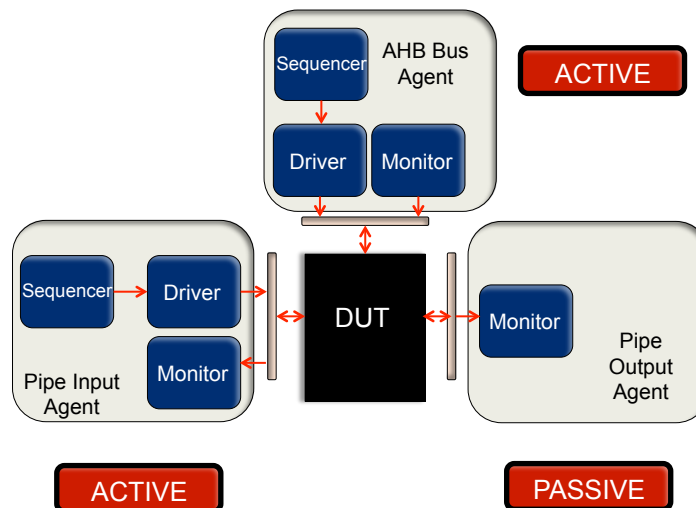 Sequencer
AHB Bus
Agent
ACTIVE
Driver
Monitor
Sequencer
Driver
DUT
Monitor
Monitor
Pipe Input
Agent
Pipe
Output
Agent
ACTIVE
PASSIVE